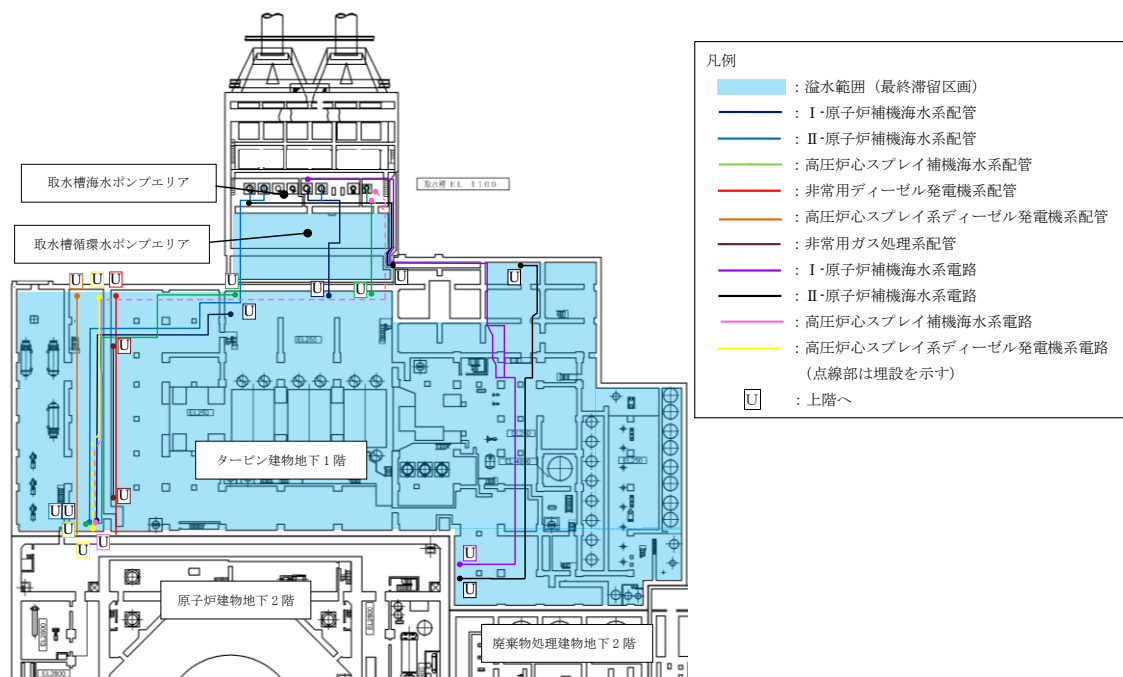 凡例
：溢水範囲（最終滞留区画）
：Ⅰ-原子炉補機海水系配管
：Ⅱ-原子炉補機海水系配管
：高圧炉心スプレイ補機海水系配管
：非常用ディーゼル発電機系配管
：高圧炉心スプレイ系ディーゼル発電機系配管
：非常用ガス処理系配管
：Ⅰ-原子炉補機海水系電路
：Ⅱ-原子炉補機海水系電路
：高圧炉心スプレイ補機海水系電路
：高圧炉心スプレイ系ディーゼル発電機系電路
（点線部は埋設を示す）
U ：上階へ
取水槽海水ポンプエリア
取水槽 EL 1100
取水槽循環水ポンプエリア
U U U U U U U U
U
U
EL250
EL250
タービン建物地下１階
EL250
U
U U
U
U U
U
U
原子炉建物地下２階
廃棄物処理建物地下２階
EL2800